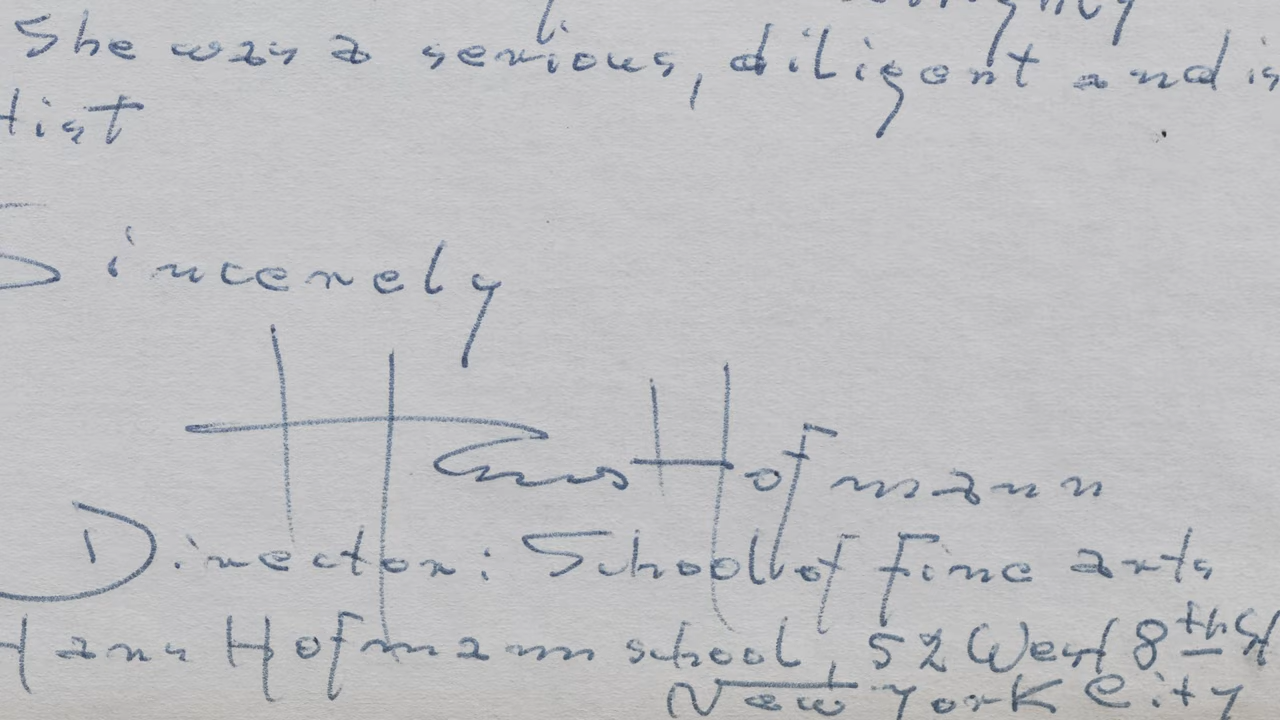 She was a serious, diligent and is
tist
Sincerely
Hans Hofmann
Director: School of Fine arts
Hans Hofmann school, 52 West 8th St
New York City